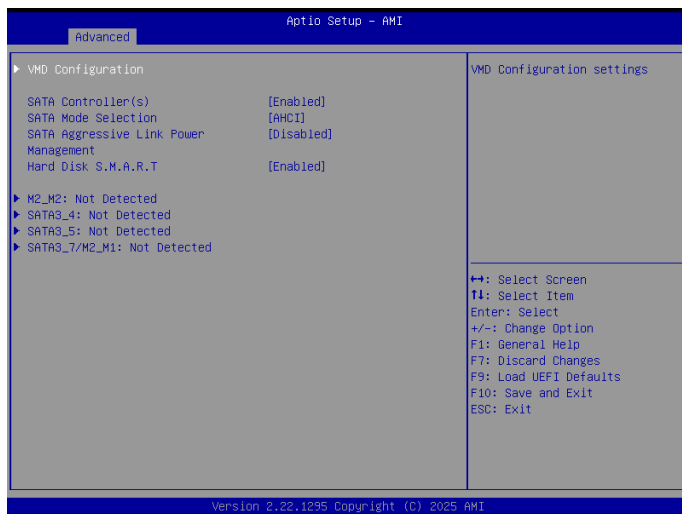 Aptio Setup – AMI
Advanced
VMD Configuration
SATA Controller(s) [Enabled]
SATA Mode Selection [AHCI]
SATA Aggressive Link Power [Disabled]
Management
Hard Disk S.M.A.R.T [Enabled]
M2_M2: Not Detected
SATA3_4: Not Detected
SATA3_5: Not Detected
SATA3_7/M2_M1: Not Detected
VMD Configuration settings
↔: Select Screen
↑↓: Select Item
Enter: Select
+/-: Change Option
F1: General Help
F7: Discard Changes
F9: Load UEFI Defaults
F10: Save and Exit
ESC: Exit
Version 2.22.1295 Copyright (C) 2025 AMI